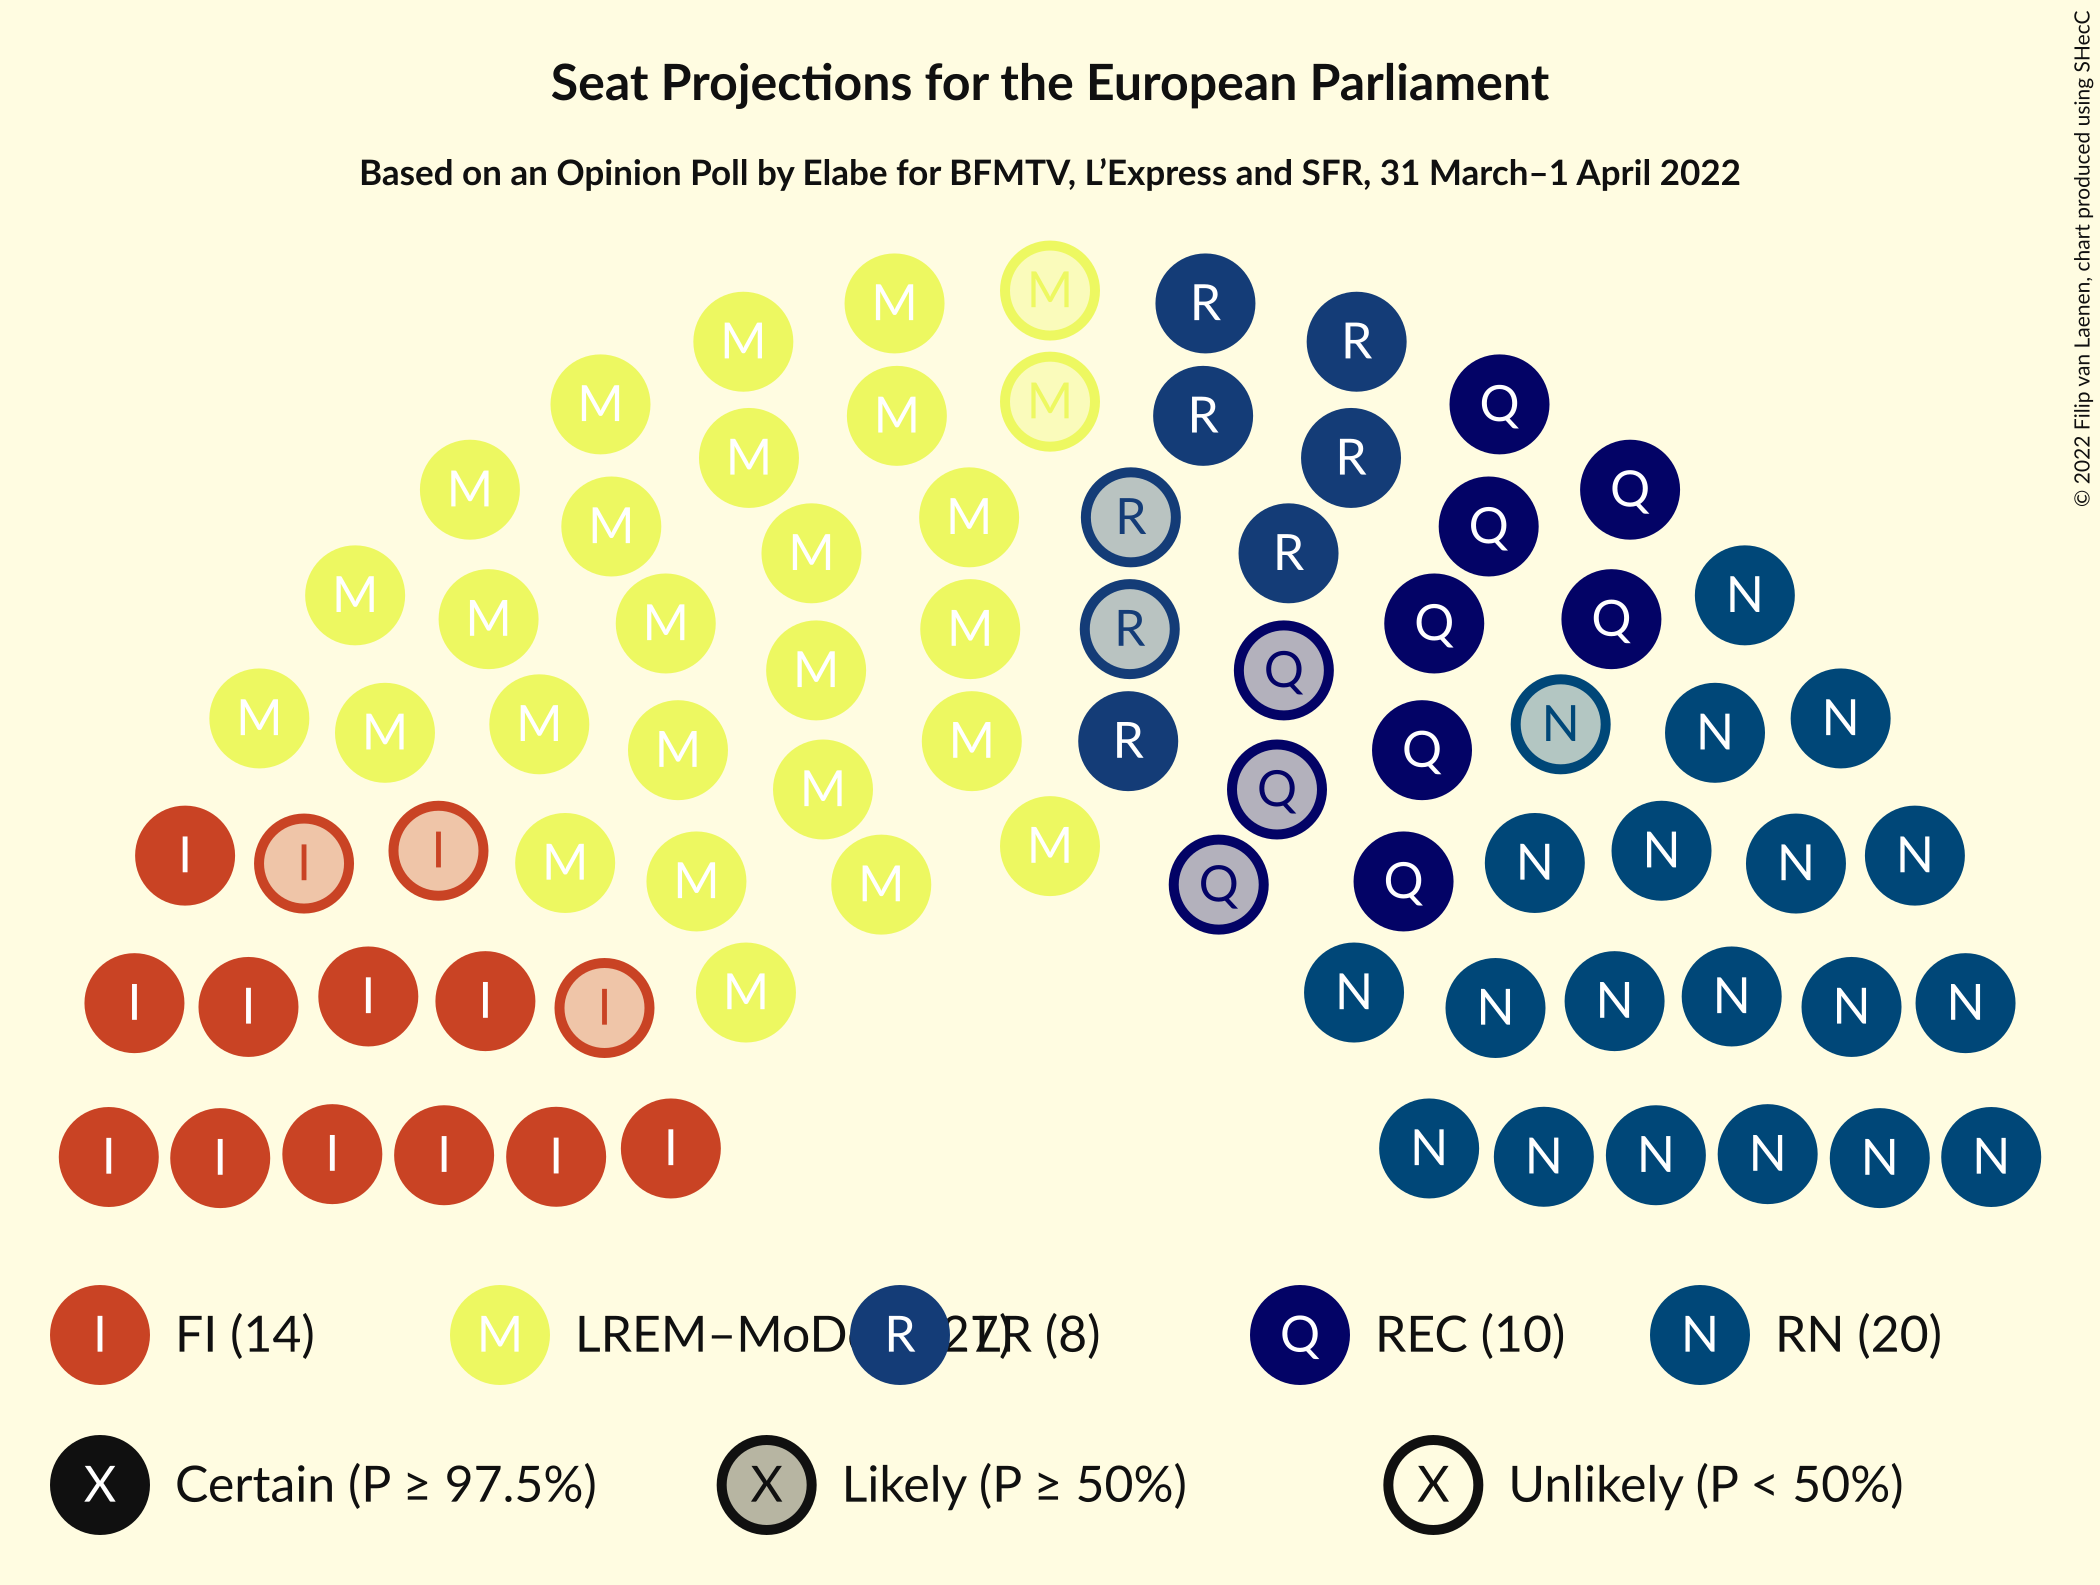 Seat Projections for the European Parliament
Based on an Opinion Poll by Elabe for BFMTV, L’Express and SFR, 31 March–1 April 2022
© 2022 Filip van Laenen, chart produced using SHecC
M R R
M M Q
M M M R
M M R Q
M M M R Q Q
M M R N
M M M R Q Q
M M R Q
M M M M R Q N N N
M M Q
I I I M M M M Q Q N N N N
I I I I I M N N N N N N
I I I I I I N N N N N N
I FI (14) M LREM–MoD R LR (8) Q REC (10) N RN (20)
X Certain (P ≥ 97.5%) X Likely (P ≥ 50%) X Unlikely (P < 50%)